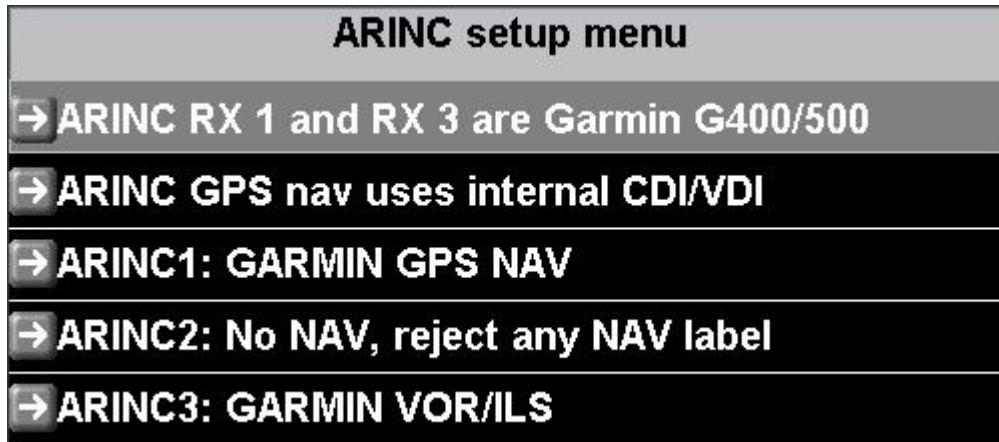 ARINC setup menu
ARINC RX 1 and RX 3 are Garmin G400/500
ARINC GPS nav uses internal CDI/VDI
ARINC1: GARMIN GPS NAV
ARINC2: No NAV, reject any NAV label
ARINC3: GARMIN VOR/ILS